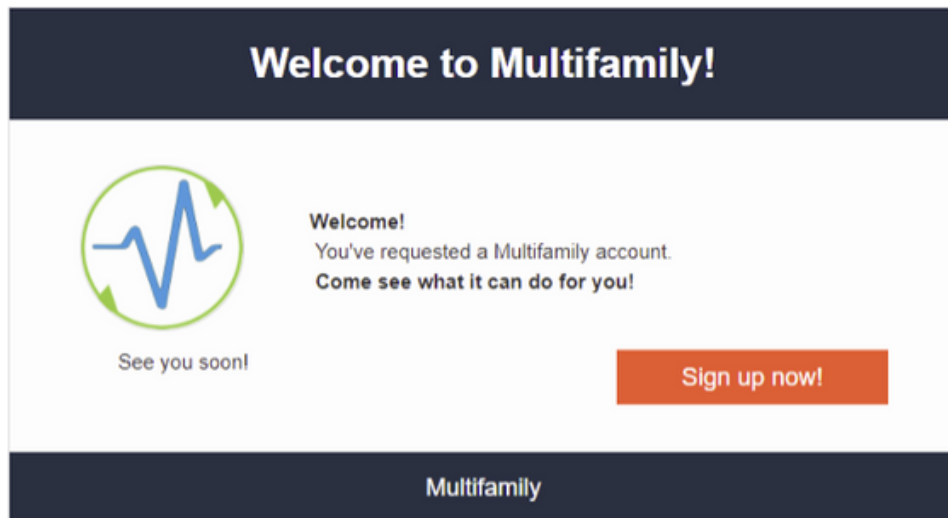 Welcome to Multifamily!
Welcome!
You've requested a Multifamily account.
Come see what it can do for you!
See you soon!
Sign up now!
Multifamily